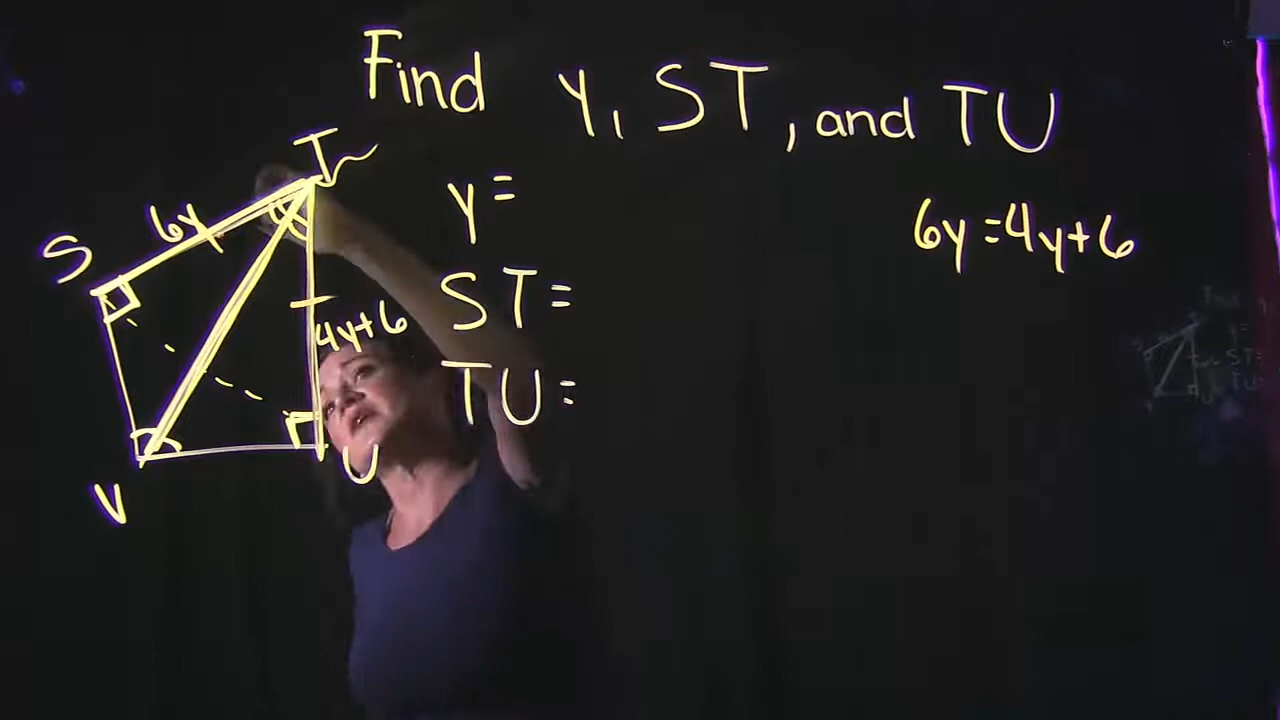 Find y, ST, and TU
T
6y
S
y=
6y=4y+6
ST=
4y+6
TU=
U
V